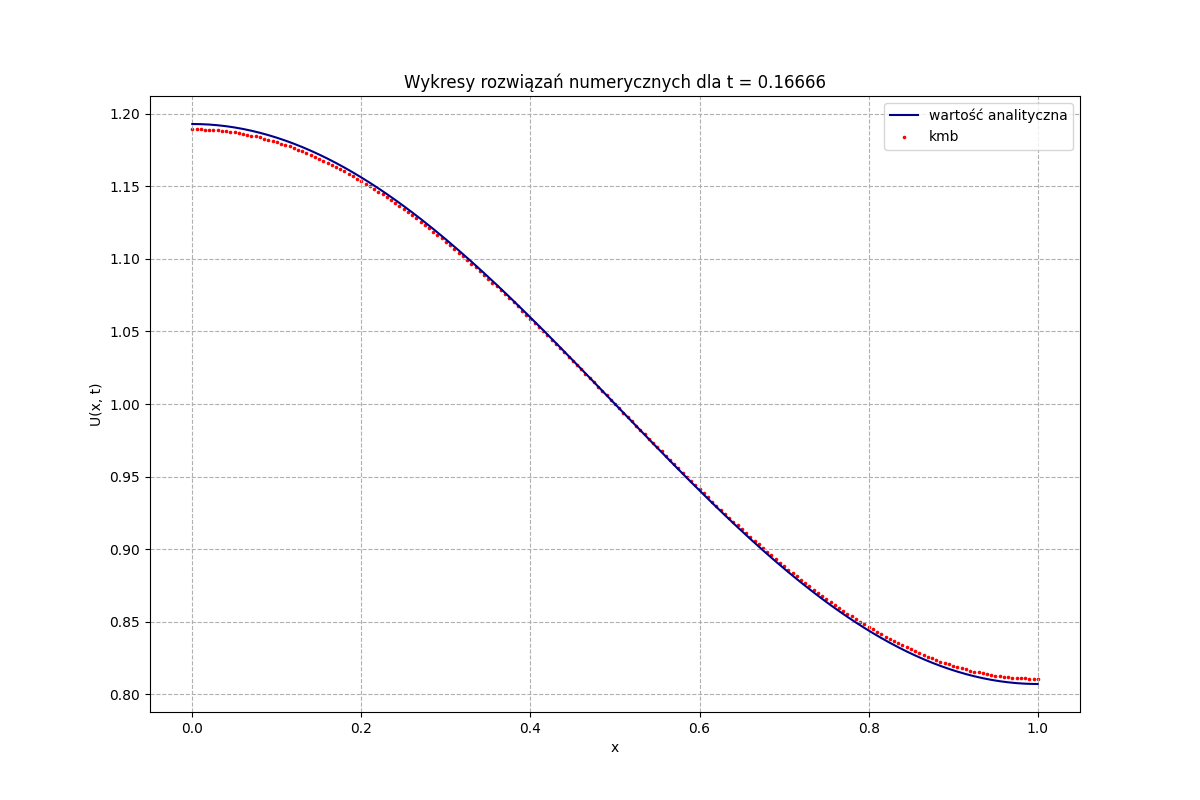 Wykresy rozwiązań numerycznych dla t = 0.16666
wartość analityczna
kmb
U(x, t)
1.20
1.15
1.10
1.05
1.00
0.95
0.90
0.85
0.80
0.0 0.2 0.4 0.6 0.8 1.0
x